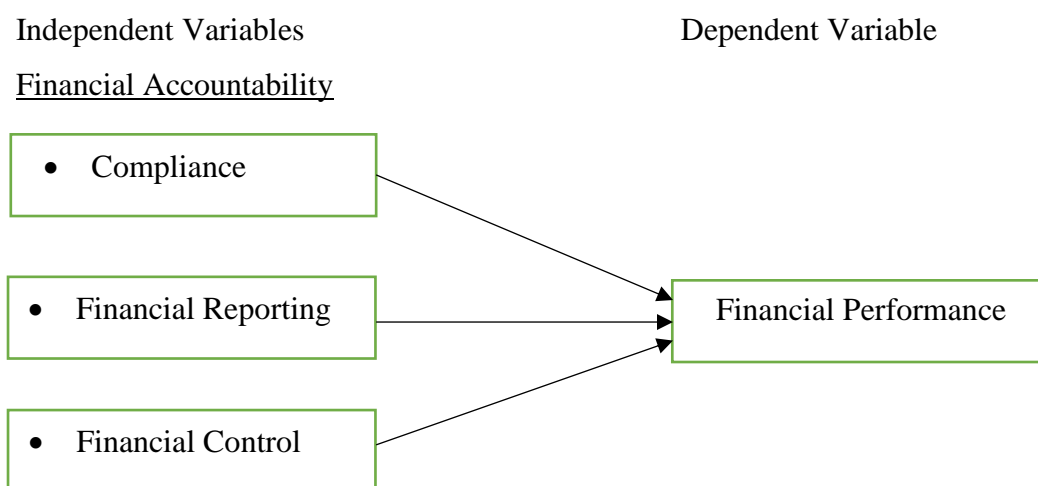 Independent Variables
Dependent Variable
Financial Accountability
• Compliance
• Financial Reporting
Financial Performance
• Financial Control